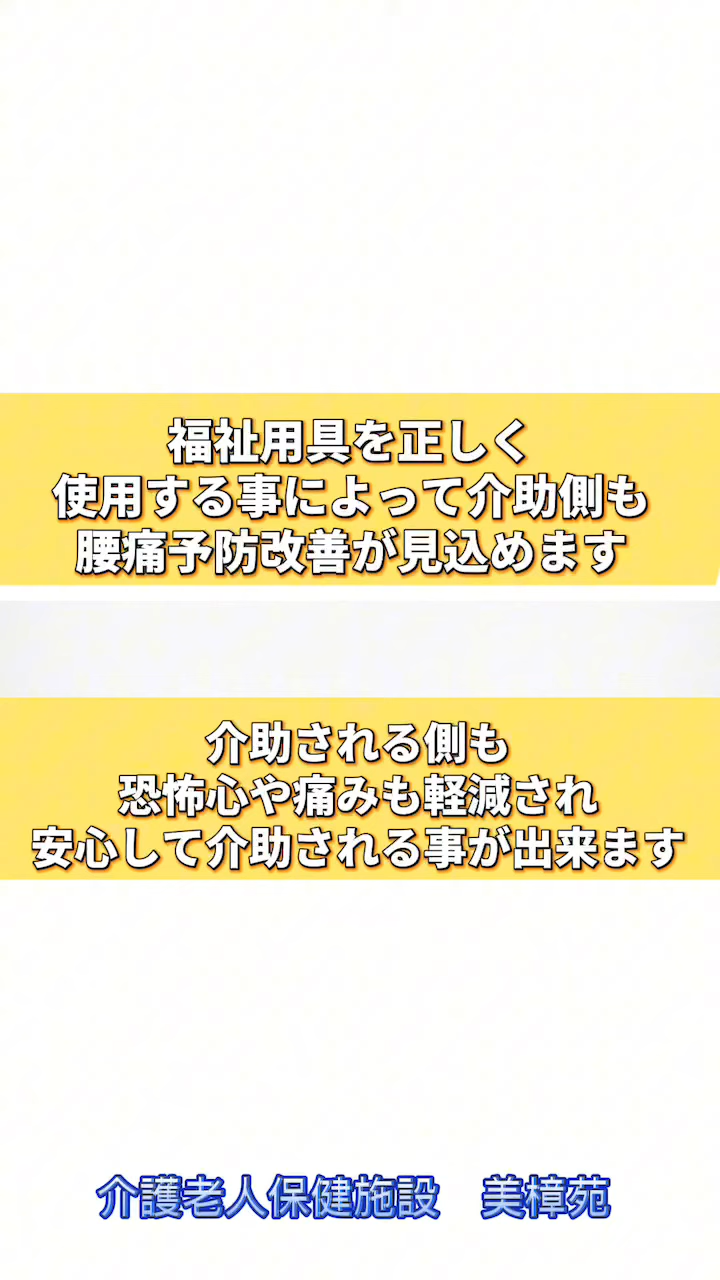 福祉用具を正しく
使用する事によって介助側も
腰痛予防改善が見込めます
介助される側も
恐怖心や痛みも軽減され
安心して介助される事が出来ます
介護老人保健施設　美樟苑